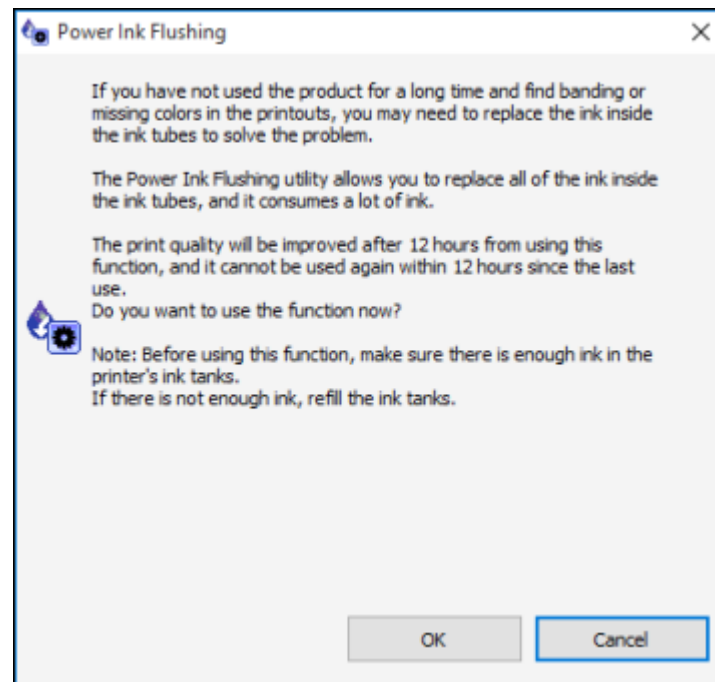 Power Ink Flushing
If you have not used the product for a long time and find banding or
missing colors in the printouts, you may need to replace the ink inside
the ink tubes to solve the problem.
The Power Ink Flushing utility allows you to replace all of the ink inside
the ink tubes, and it consumes a lot of ink.
The print quality will be improved after 12 hours from using this
function, and it cannot be used again within 12 hours since the last
use.
Do you want to use the function now?
Note: Before using this function, make sure there is enough ink in the
printer's ink tanks.
If there is not enough ink, refill the ink tanks.
OK
Cancel